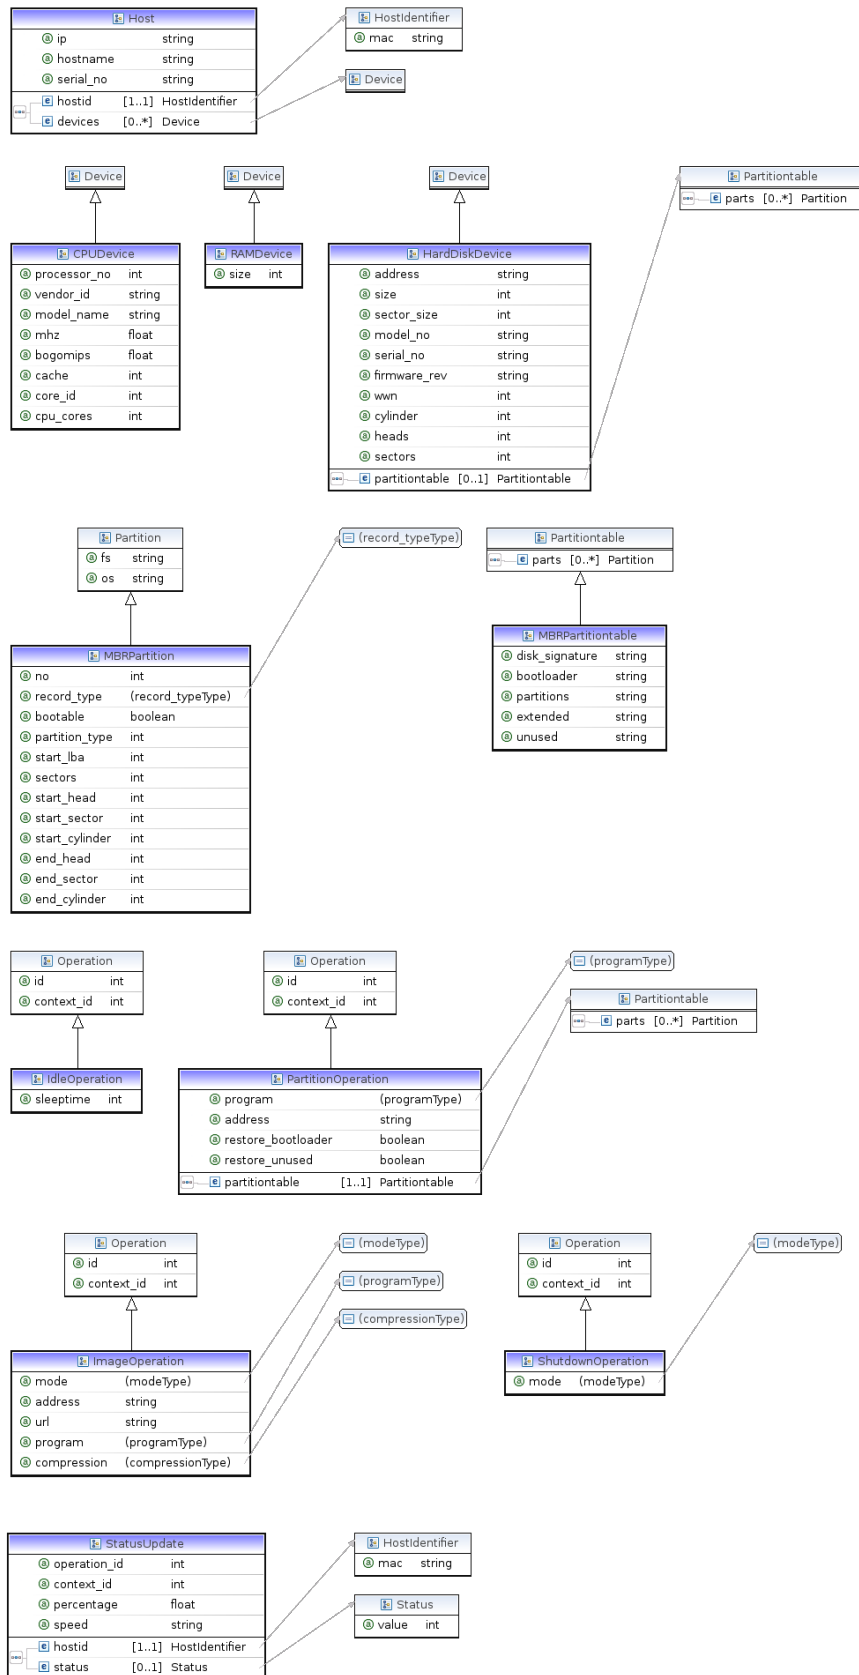 Host
ip string
hostname string
serial_no string
hostid [1..1] HostIdentifier
devices [0..*] Device
HostIdentifier
mac string
Device
Device
CPUDevice
processor_no int
vendor_id string
model_name string
mhz float
bogomips float
cache int
core_id int
cpu_cores int
Device
RAMDevice
size int
Device
HardDiskDevice
address string
size int
sector_size int
model_no string
serial_no string
firmware_rev string
wwn int
cylinder int
heads int
sectors int
partitiontable [0..1] Partitiontable
Partitiontable
parts [0..*] Partition
Partition
fs string
os string
MBRPartition
no int
record_type (record_typeType)
bootable boolean
partition_type int
start_lba int
sectors int
start_head int
start_sector int
start_cylinder int
end_head int
end_sector int
end_cylinder int
(record_typeType)
Partitiontable
parts [0..*] Partition
MBRPartitiontable
disk_signature string
bootloader string
partitions string
extended string
unused string
Operation
id int
context_id int
IdleOperation
sleeptime int
Operation
id int
context_id int
PartitionOperation
program (programType)
address string
restore_bootloader boolean
restore_unused boolean
partitiontable [1..1] Partitiontable
(programType)
Partitiontable
parts [0..*] Partition
Operation
id int
context_id int
ImageOperation
mode (modeType)
address string
url string
program (programType)
compression (compressionType)
(modeType)
(programType)
(compressionType)
Operation
id int
context_id int
ShutdownOperation
mode (modeType)
(modeType)
StatusUpdate
operation_id int
context_id int
percentage float
speed string
hostid [1..1] HostIdentifier
status [0..1] Status
HostIdentifier
mac string
Status
value int